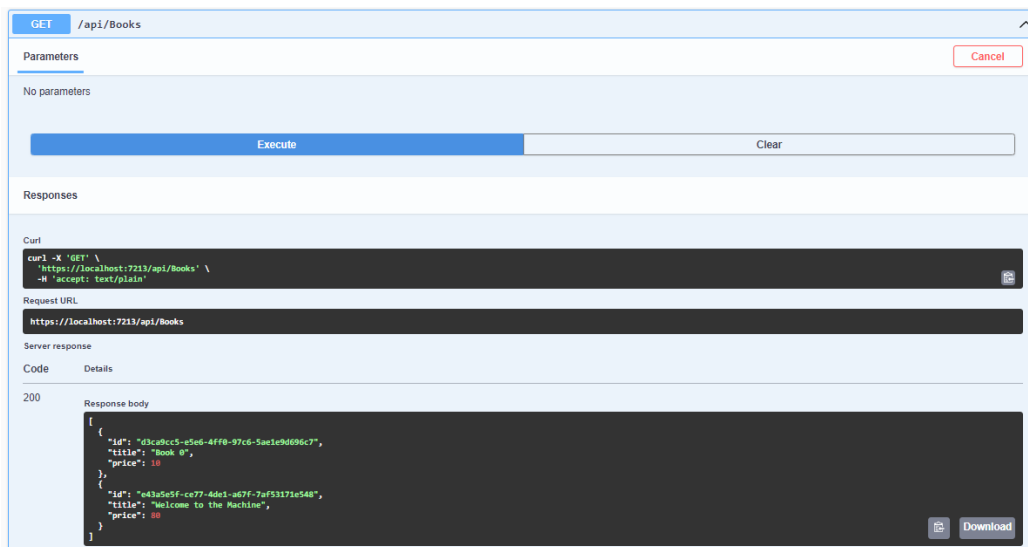 GET /api/Books
Parameters Cancel
No parameters
Execute Clear
Responses
Curl
curl -X 'GET' \
'https://localhost:7213/api/Books' \
-H 'accept: text/plain'
Request URL
https://localhost:7213/api/Books
Server response
Code Details
200
Response body
[
{
"id": "d3ca9cc5-e5e6-4ff0-97c6-5ae1e9d696c7",
"title": "Book 0",
"price": 10
},
{
"id": "e43a5e5f-ce77-4de1-a67f-7af53171e548",
"title": "Welcome to the Machine",
"price": 80
}
]
Download